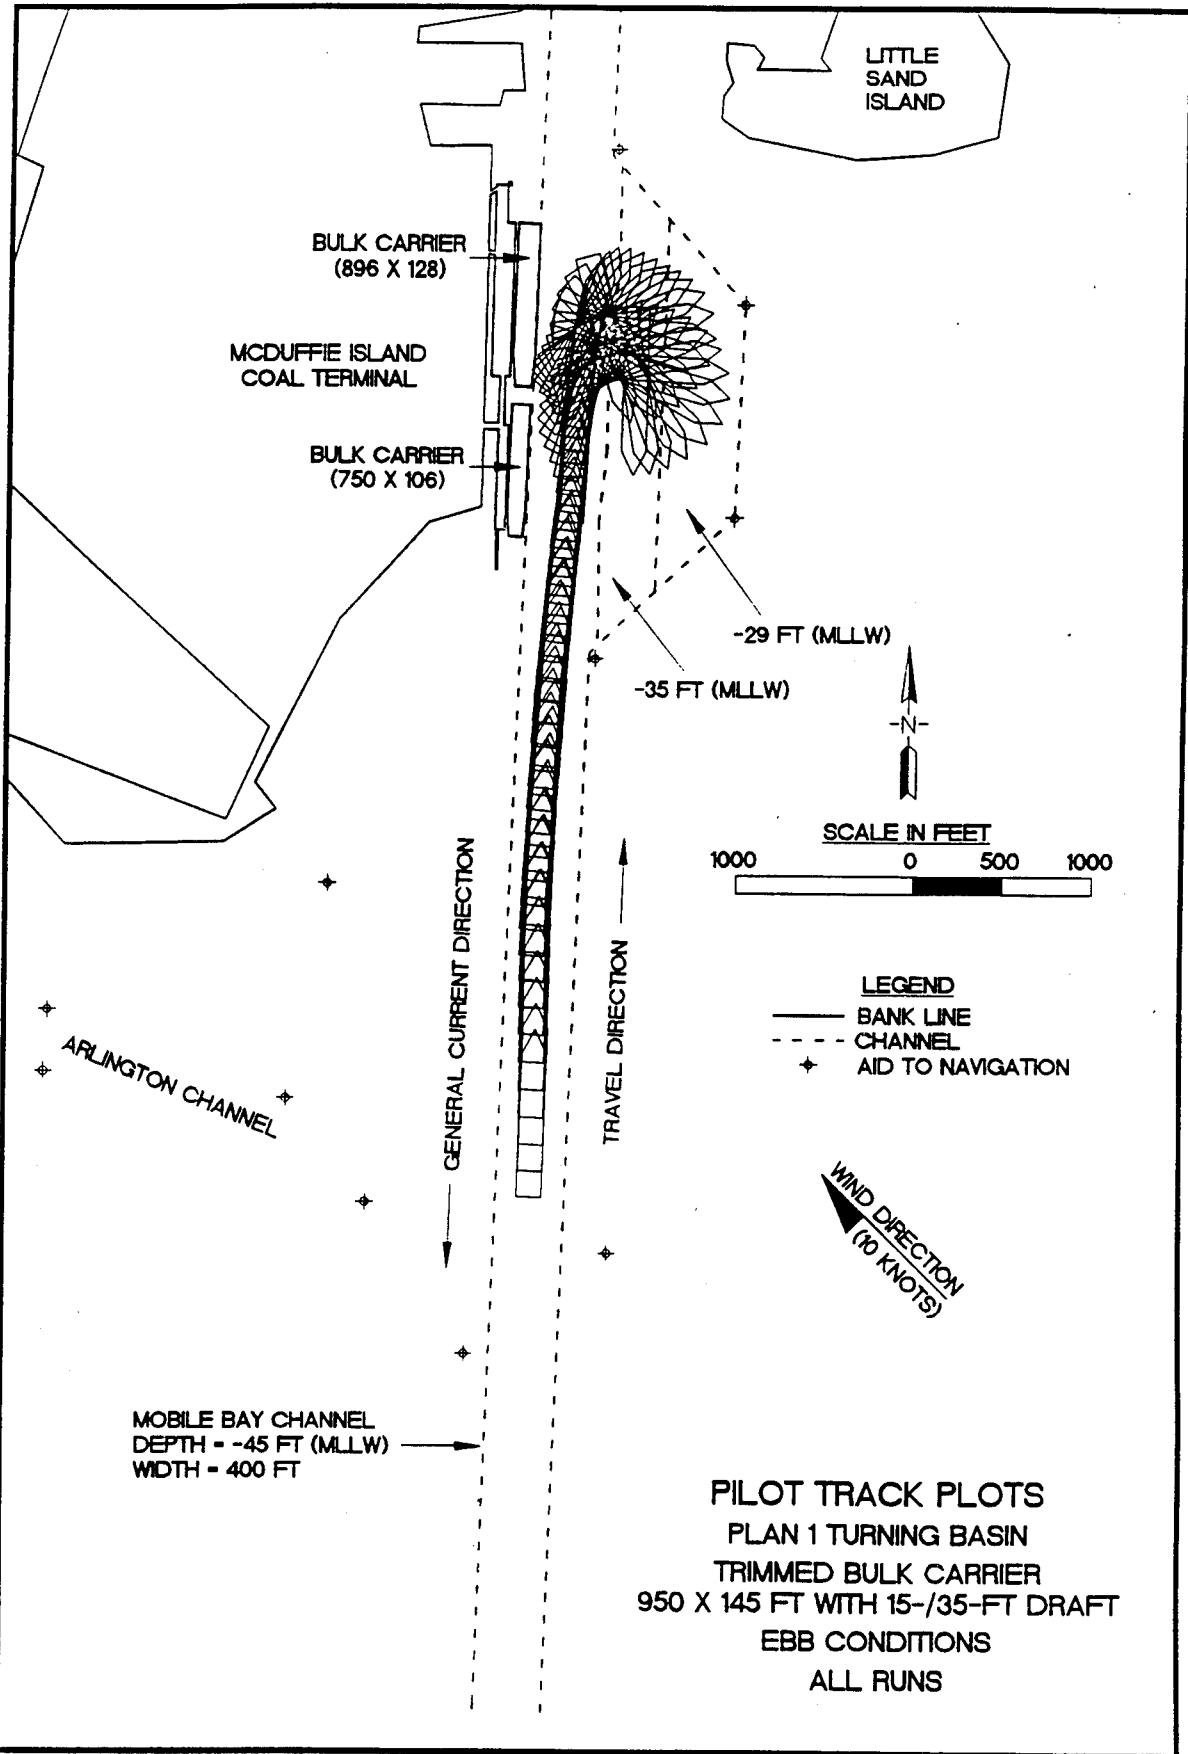 LITTLE
SAND
ISLAND
BULK CARRIER
(896 X 128)
MCDUFFIE ISLAND
COAL TERMINAL
BULK CARRIER
(750 X 106)
-29 FT (MLLW)
-35 FT (MLLW)
-N-
SCALE IN FEET
1000 0 500 1000
GENERAL CURRENT DIRECTION
TRAVEL DIRECTION
LEGEND
BANK LINE
CHANNEL
AID TO NAVIGATION
ARLINGTON CHANNEL
WIND DIRECTION
(10 KNOTS)
MOBILE BAY CHANNEL
DEPTH = -45 FT (MLLW)
WIDTH = 400 FT
PILOT TRACK PLOTS
PLAN 1 TURNING BASIN
TRIMMED BULK CARRIER
950 X 145 FT WITH 15-/35-FT DRAFT
EBB CONDITIONS
ALL RUNS